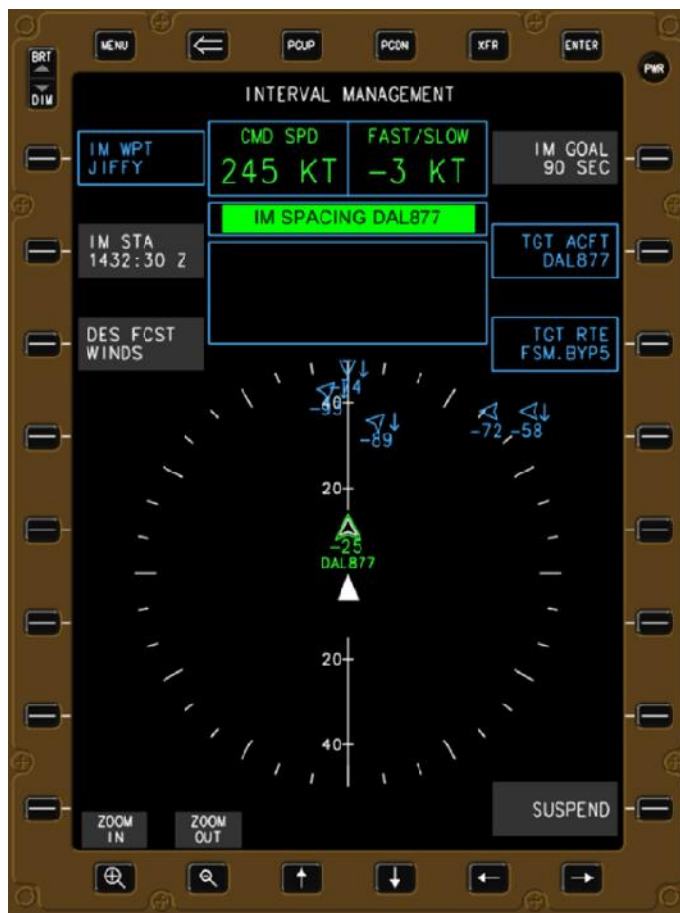 MENU
PGUP
PGDN
XFR
ENTER
BRT
DIM
PWR
INTERVAL MANAGEMENT
IM WPT
JIFFY
CMD SPD
245 KT
FAST/SLOW
-3 KT
IM GOAL
90 SEC
IM SPACING DAL877
IM STA
1432:30 Z
TGT ACFT
DAL877
DES FCST
WINDS
TGT RTE
FSM.BYP5
40
-89
-72
-58
20
-25
DAL877
20
40
ZOOM
IN
ZOOM
OUT
SUSPEND